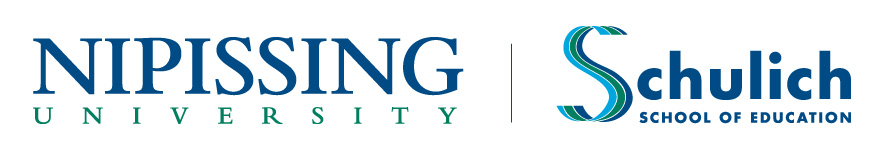 NIPISSING
UNIVERSITY
Schulich
SCHOOL OF EDUCATION